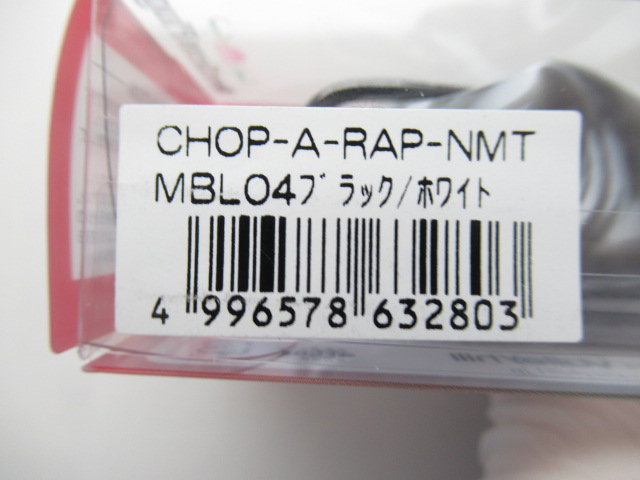 CHOP-A-RAP-NMT
MBL04ﾌﾞﾗｯｸ/ﾎﾜｲﾄ
4 996578 632803